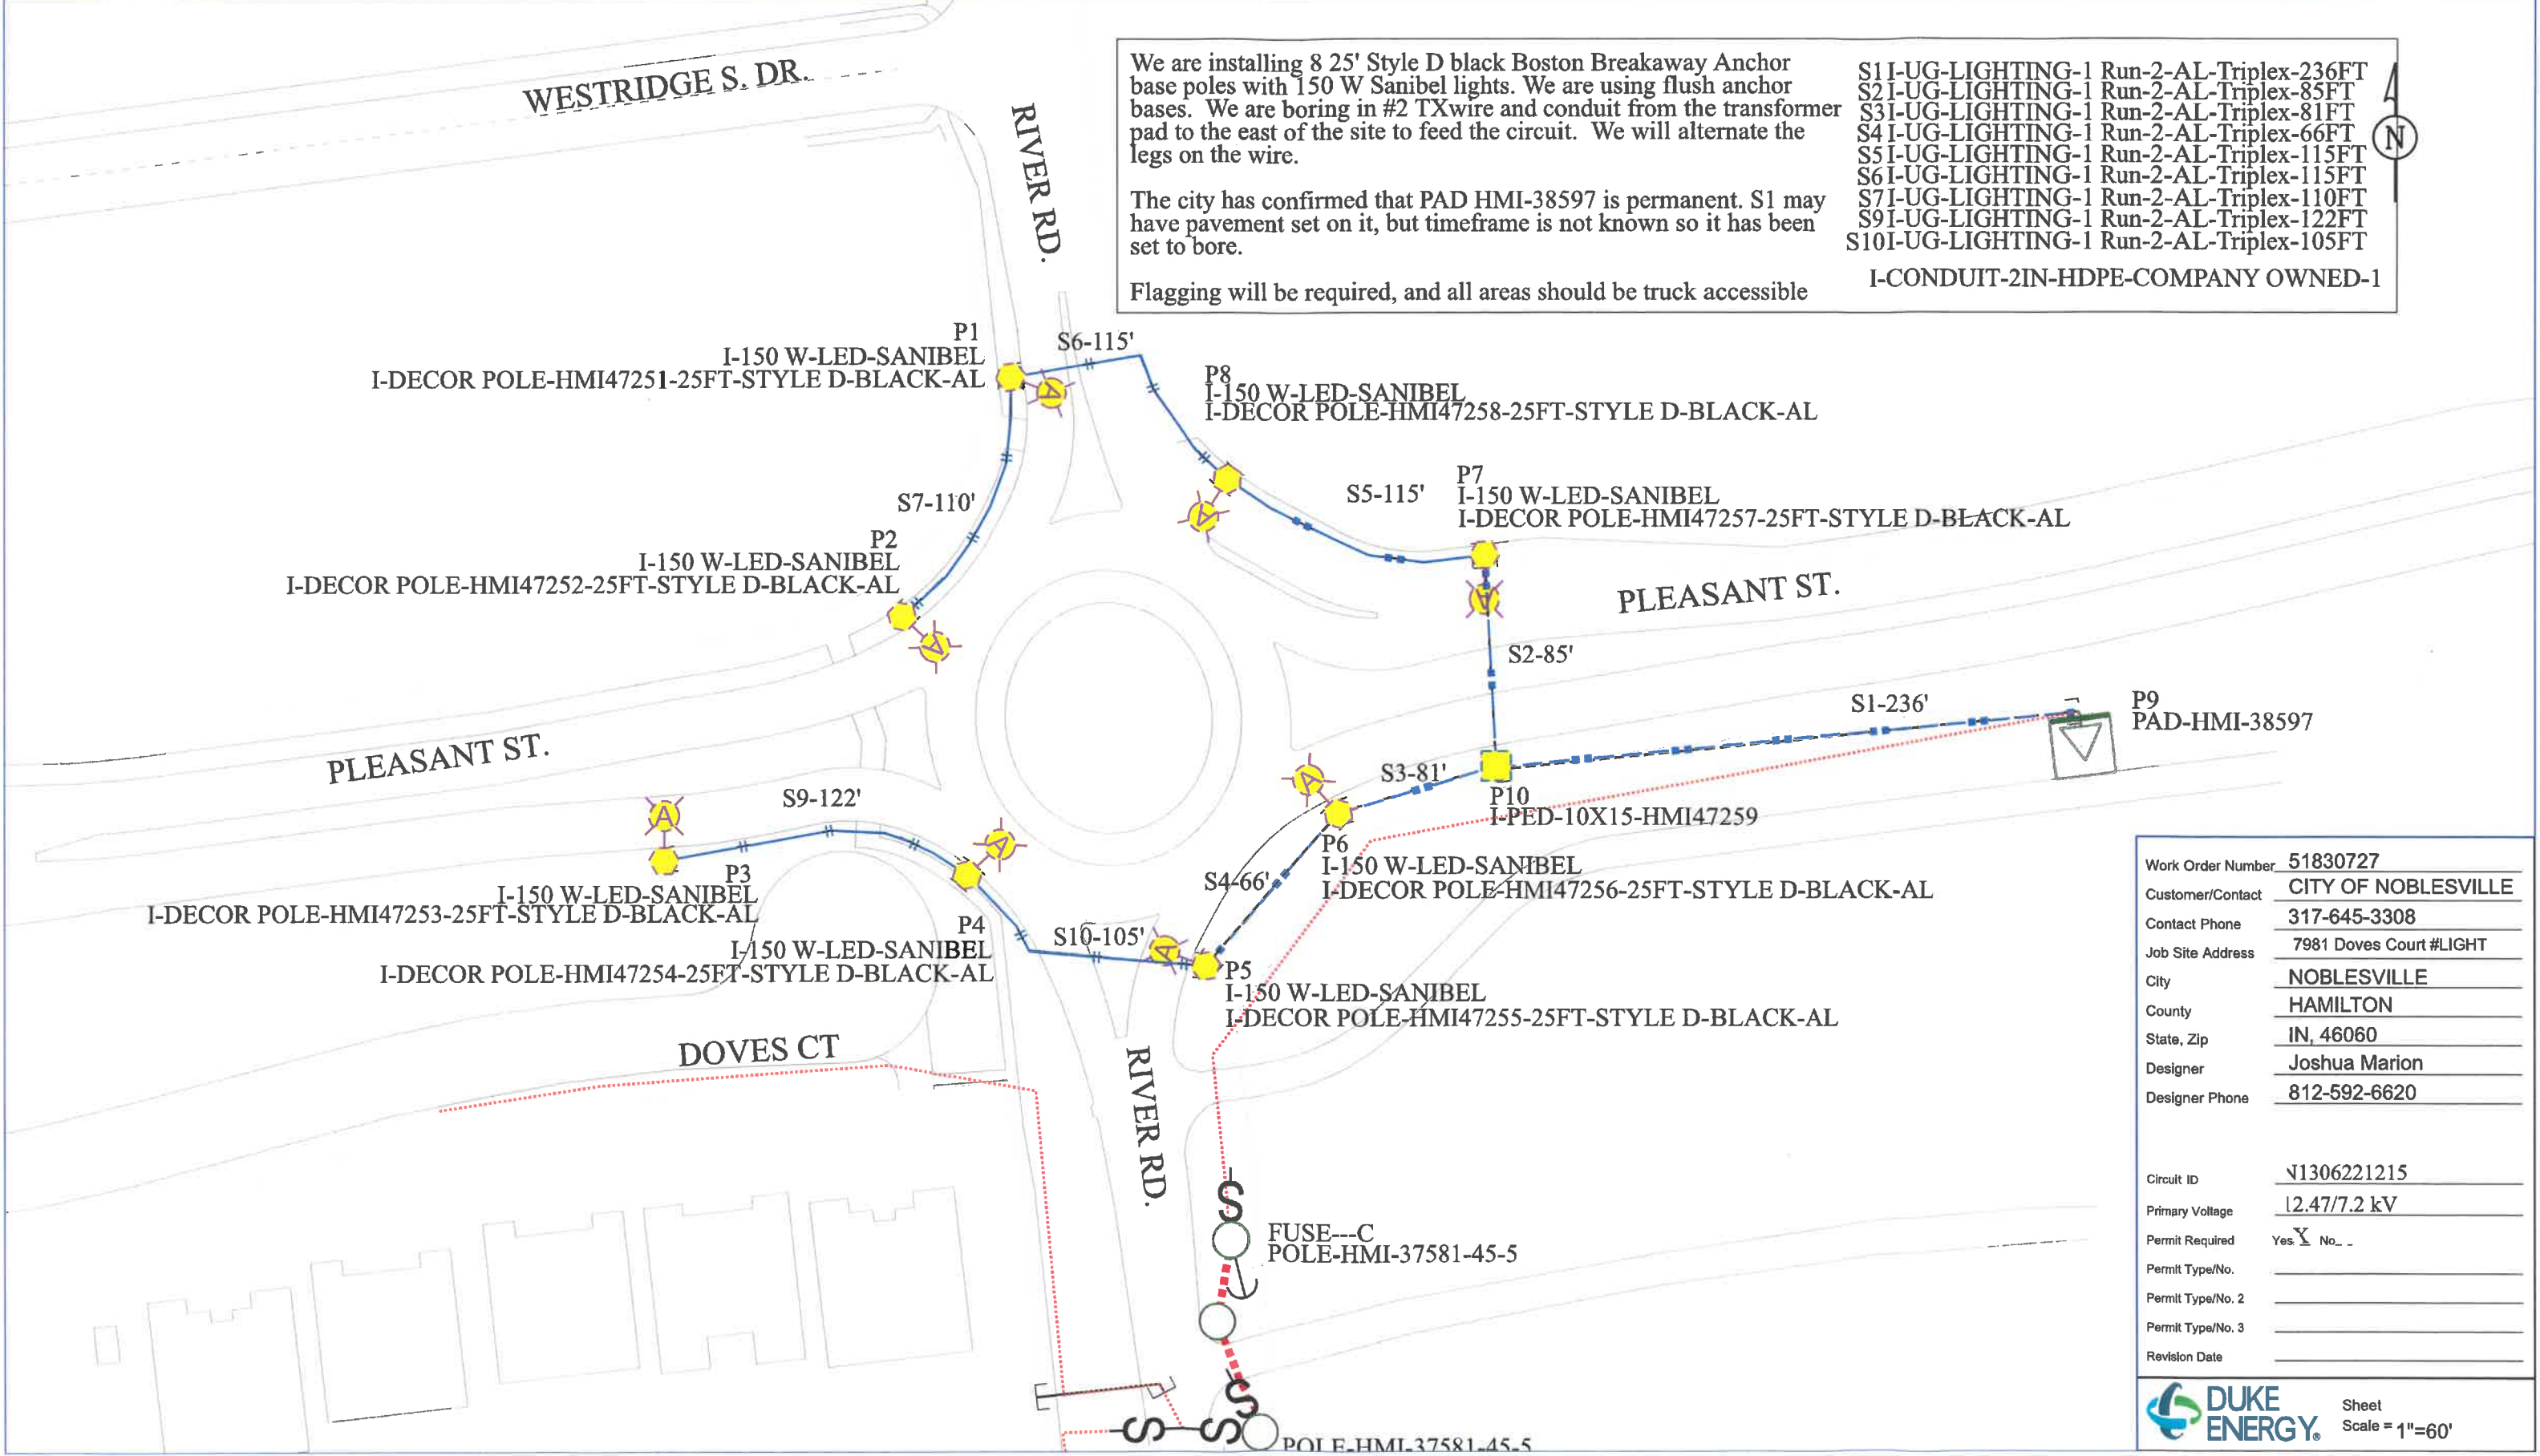 WESTRIDGE S. DR.
RIVER RD.
We are installing 8 25' Style D black Boston Breakaway Anchor
base poles with 150 W Sanibel lights. We are using flush anchor
bases. We are boring in #2 TXwire and conduit from the transformer
pad to the east of the site to feed the circuit. We will alternate the
legs on the wire.
The city has confirmed that PAD HMI-38597 is permanent. S1 may
have pavement set on it, but timeframe is not known so it has been
set to bore.
Flagging will be required, and all areas should be truck accessible
S1I-UG-LIGHTING-1 Run-2-AL-Triplex-236FT
S2I-UG-LIGHTING-1 Run-2-AL-Triplex-85FT
S3I-UG-LIGHTING-1 Run-2-AL-Triplex-81FT
S4I-UG-LIGHTING-1 Run-2-AL-Triplex-66FT
S5I-UG-LIGHTING-1 Run-2-AL-Triplex-115FT
S6I-UG-LIGHTING-1 Run-2-AL-Triplex-115FT
S7I-UG-LIGHTING-1 Run-2-AL-Triplex-110FT
S9I-UG-LIGHTING-1 Run-2-AL-Triplex-122FT
S10I-UG-LIGHTING-1 Run-2-AL-Triplex-105FT
I-CONDUIT-2IN-HDPE-COMPANY OWNED-1
N
P1
I-150 W-LED-SANIBEL
I-DECOR POLE-HMI47251-25FT-STYLE D-BLACK-AL
A
S6-115'
P8
I-150 W-LED-SANIBEL
I-DECOR POLE-HMI47258-25FT-STYLE D-BLACK-AL
A
S7-110'
S5-115'
P7
I-150 W-LED-SANIBEL
I-DECOR POLE-HMI47257-25FT-STYLE D-BLACK-AL
A
P2
I-150 W-LED-SANIBEL
I-DECOR POLE-HMI47252-25FT-STYLE D-BLACK-AL
A
PLEASANT ST.
S2-85'
S1-236'
P9
PAD-HMI-38597
PLEASANT ST.
S9-122'
A
A
A
S3-81'
P10
I-PED-10X15-HMI47259
P6
I-150 W-LED-SANIBEL
I-DECOR POLE-HMI47256-25FT-STYLE D-BLACK-AL
P3
I-150 W-LED-SANIBEL
I-DECOR POLE-HMI47253-25FT-STYLE D-BLACK-AL
S4-66'
P4
I-150 W-LED-SANIBEL
I-DECOR POLE-HMI47254-25FT-STYLE D-BLACK-AL
S10-105'
A
P5
I-150 W-LED-SANIBEL
I-DECOR POLE-HMI47255-25FT-STYLE D-BLACK-AL
DOVES CT
RIVER RD.
S
FUSE---C
POLE-HMI-37581-45-5
S
S
S
POLE-HMI-37581-45-5
Work Order Number 51830727
Customer/Contact CITY OF NOBLESVILLE
Contact Phone 317-645-3308
Job Site Address 7981 Doves Court #LIGHT
City NOBLESVILLE
County HAMILTON
State, Zip IN, 46060
Designer Joshua Marion
Designer Phone 812-592-6620
Circuit ID N1306221215
Primary Voltage 12.47/7.2 kV
Permit Required Yes X No
Permit Type/No.
Permit Type/No. 2
Permit Type/No. 3
Revision Date
DUKE
ENERGY®
Sheet
Scale = 1"=60'